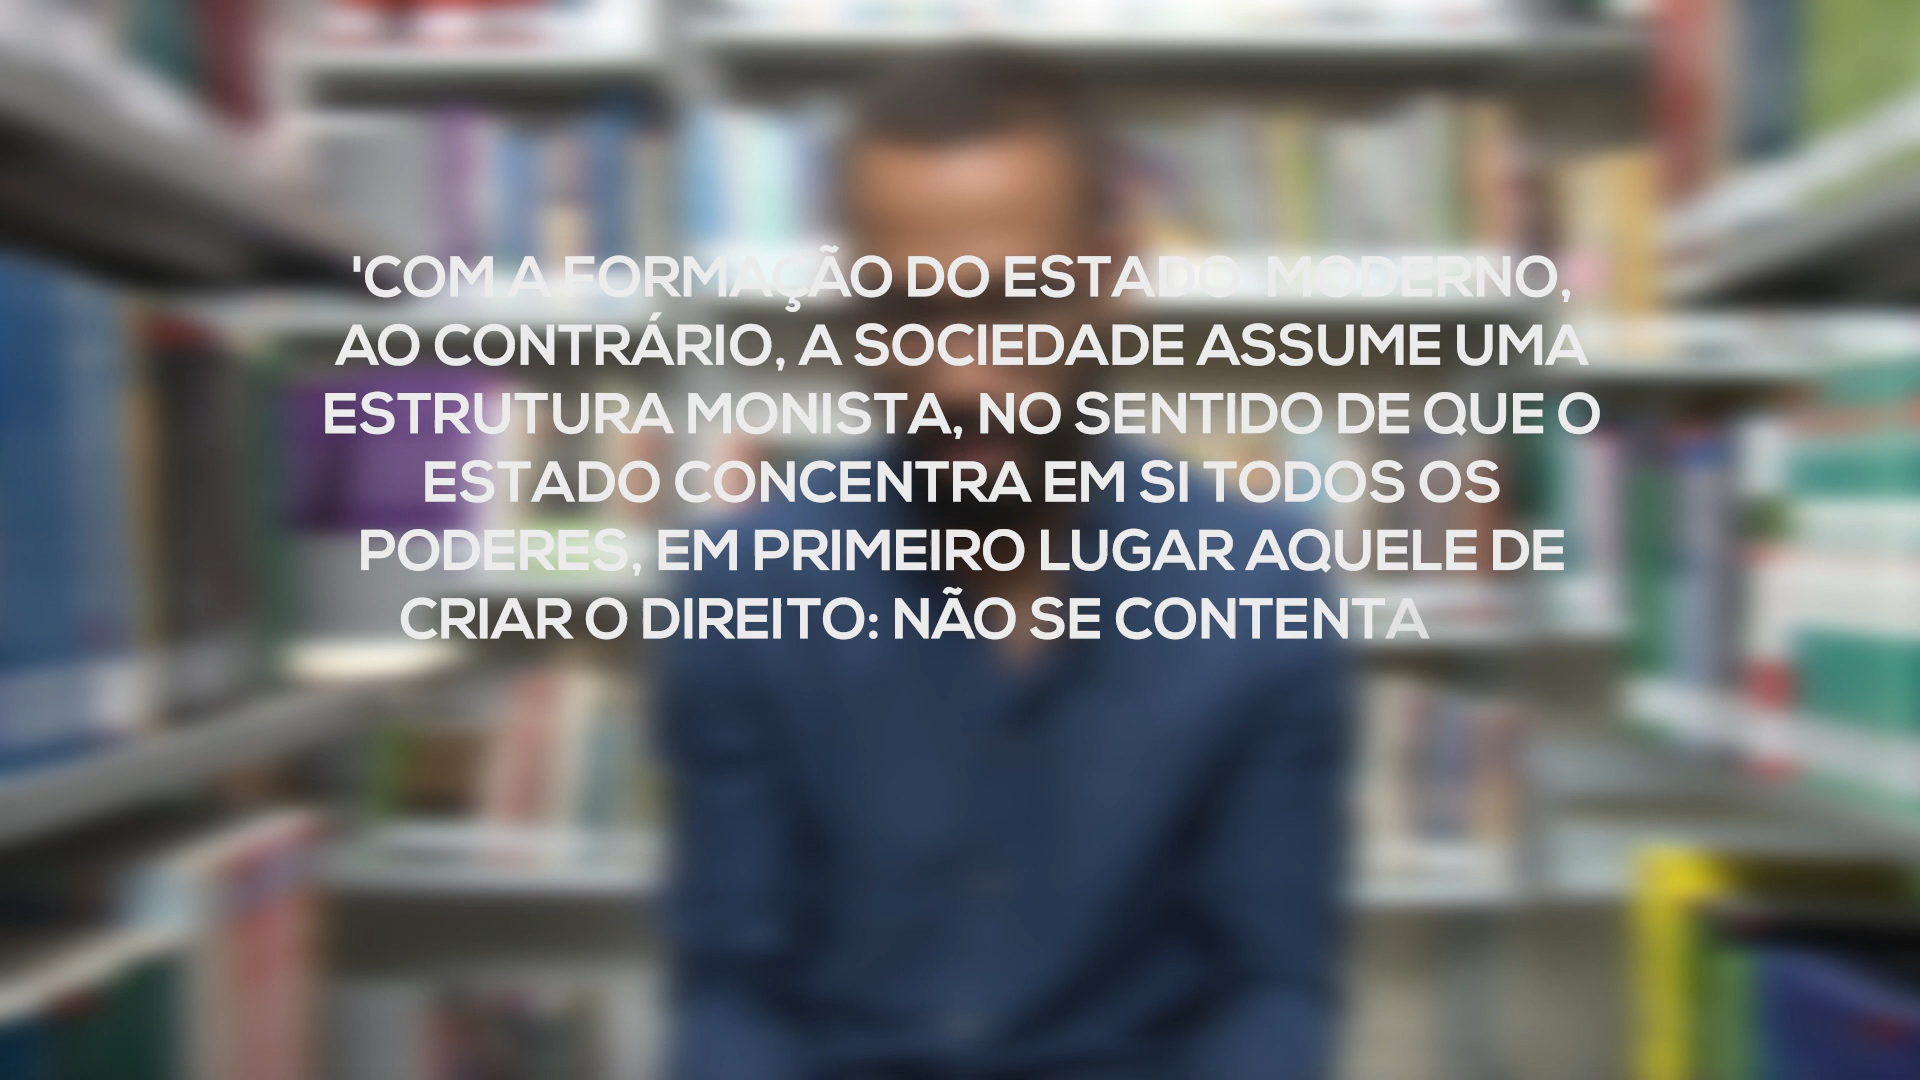 'COM A FORMAÇÃO DO ESTADO MODERNO,
AO CONTRÁRIO, A SOCIEDADE ASSUME UMA
ESTRUTURA MONISTA, NO SENTIDO DE QUE O
ESTADO CONCENTRA EM SI TODOS OS
PODERES, EM PRIMEIRO LUGAR AQUELE DE
CRIAR O DIREITO: NÃO SE CONTENTA